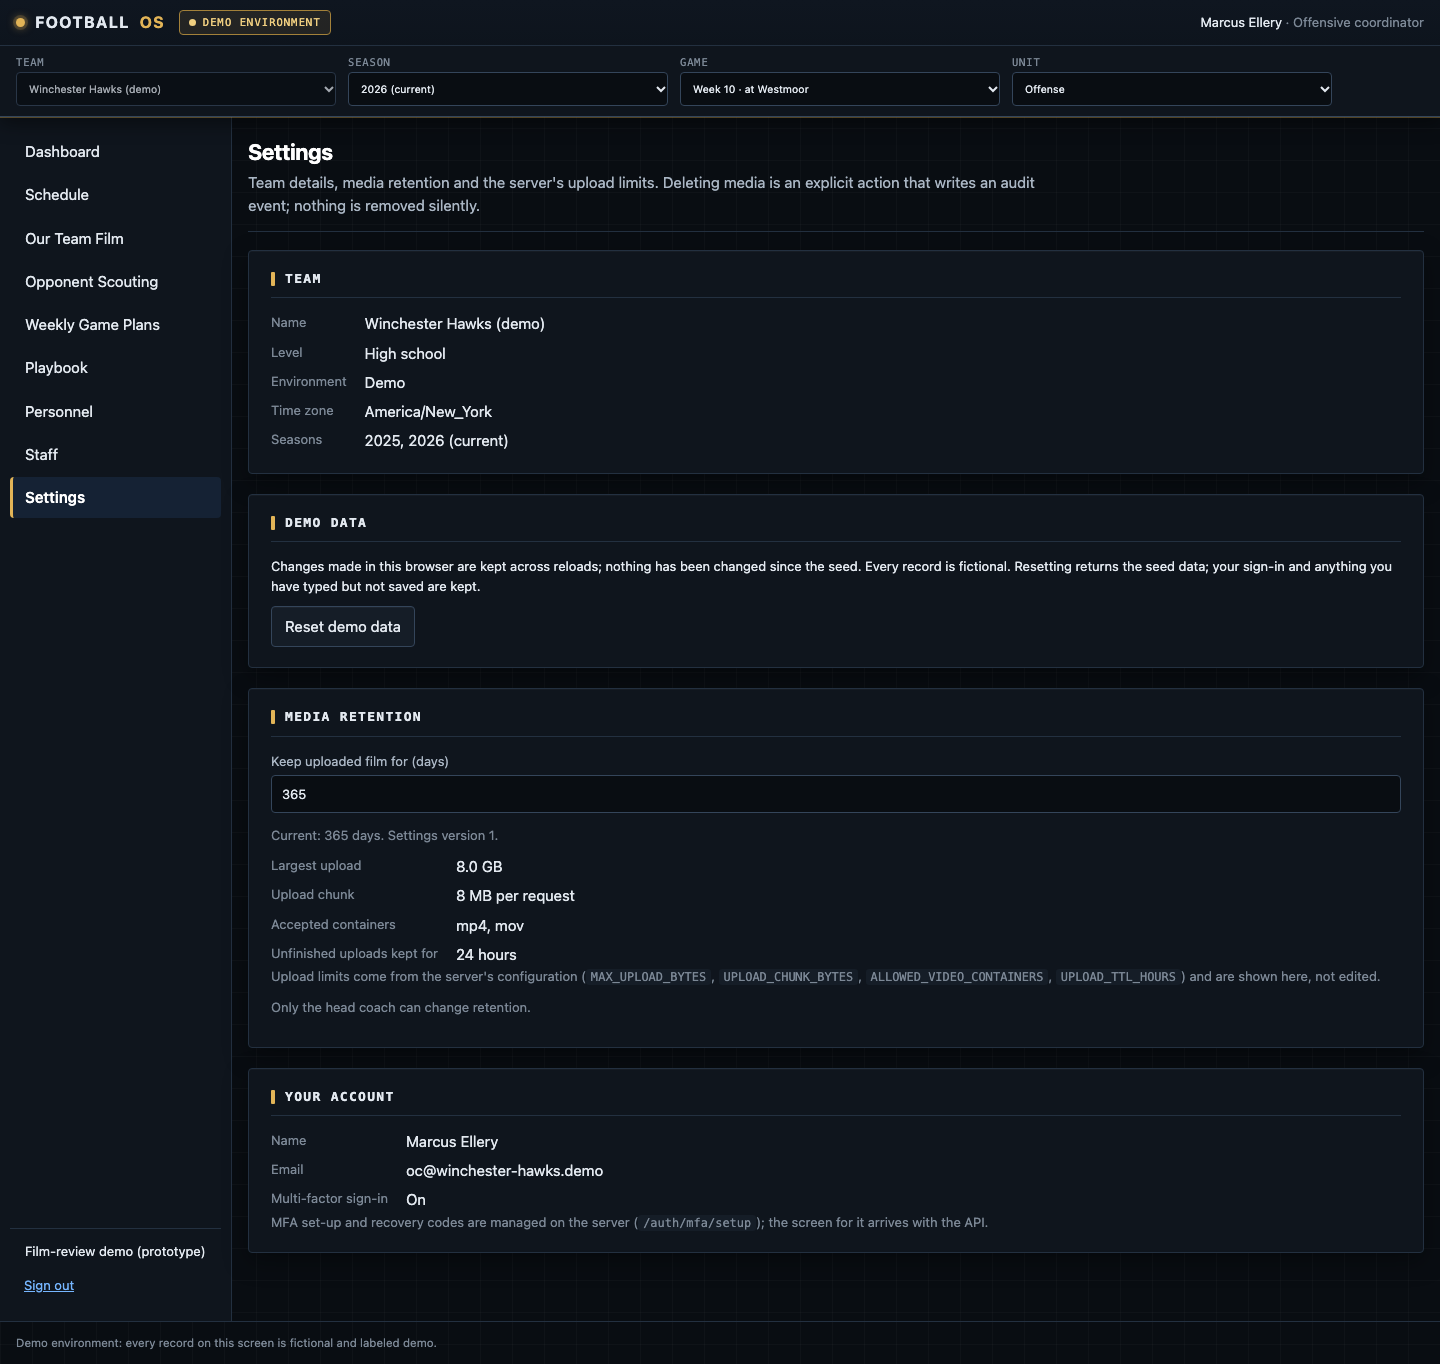 FOOTBALL OS
DEMO ENVIRONMENT
Marcus Ellery · Offensive coordinator
TEAM
Winchester Hawks (demo)
SEASON
2026 (current)
GAME
Week 10 · at Westmoor
UNIT
Offense
Dashboard
Schedule
Our Team Film
Opponent Scouting
Weekly Game Plans
Playbook
Personnel
Staff
Settings
Film-review demo (prototype)
Sign out
Settings
Team details, media retention and the server's upload limits. Deleting media is an explicit action that writes an audit
event; nothing is removed silently.
TEAM
Name Winchester Hawks (demo)
Level High school
Environment Demo
Time zone America/New_York
Seasons 2025, 2026 (current)
DEMO DATA
Changes made in this browser are kept across reloads; nothing has been changed since the seed. Every record is fictional. Resetting returns the seed data; your sign-in and anything you
have typed but not saved are kept.
Reset demo data
MEDIA RETENTION
Keep uploaded film for (days)
365
Current: 365 days. Settings version 1.
Largest upload 8.0 GB
Upload chunk 8 MB per request
Accepted containers mp4, mov
Unfinished uploads kept for 24 hours
Upload limits come from the server's configuration ( MAX_UPLOAD_BYTES , UPLOAD_CHUNK_BYTES , ALLOWED_VIDEO_CONTAINERS , UPLOAD_TTL_HOURS ) and are shown here, not edited.
Only the head coach can change retention.
YOUR ACCOUNT
Name Marcus Ellery
Email oc@winchester-hawks.demo
Multi-factor sign-in On
MFA set-up and recovery codes are managed on the server ( /auth/mfa/setup ); the screen for it arrives with the API.
Demo environment: every record on this screen is fictional and labeled demo.